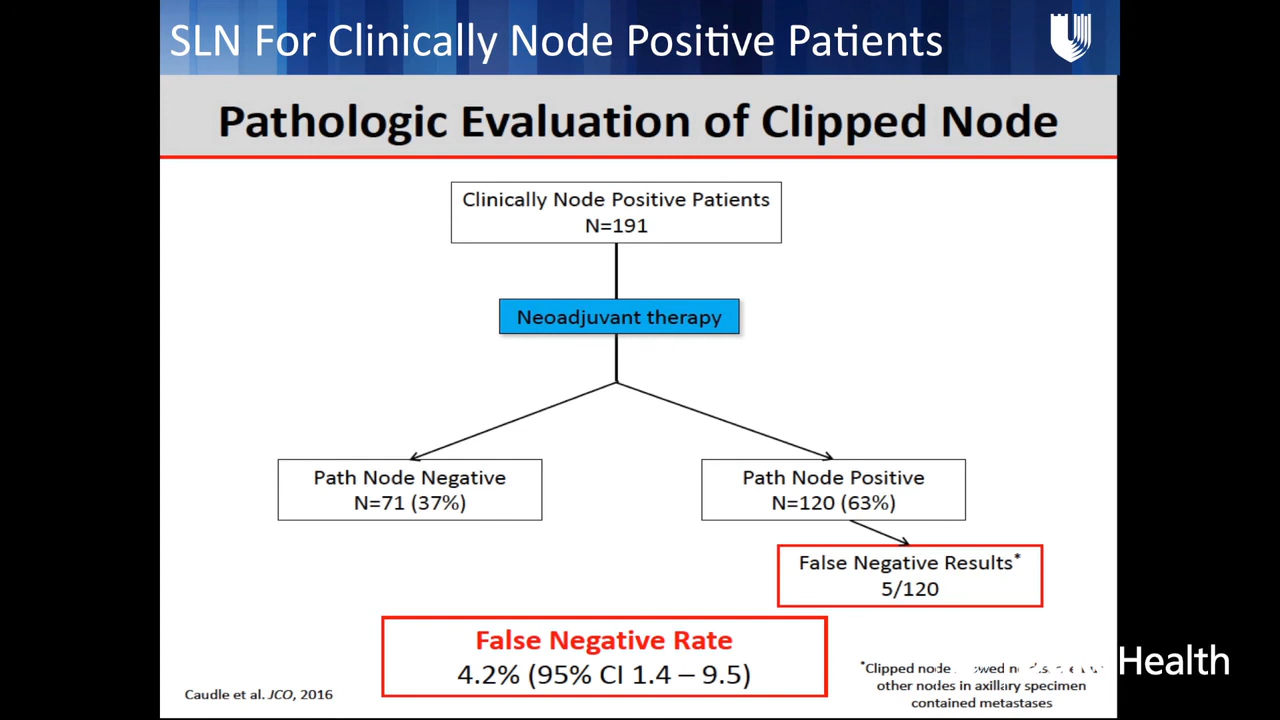 SLN For Clinically Node Positive Patients
Pathologic Evaluation of Clipped Node
Clinically Node Positive Patients
N=191
Neoadjuvant therapy
Path Node Negative
N=71 (37%)
Path Node Positive
N=120 (63%)
False Negative Results*
5/120
False Negative Rate
4.2% (95% CI 1.4 – 9.5)
*Clipped node
other nodes in axillary specimen
contained metastases
Caudle et al. JCO, 2016
Health